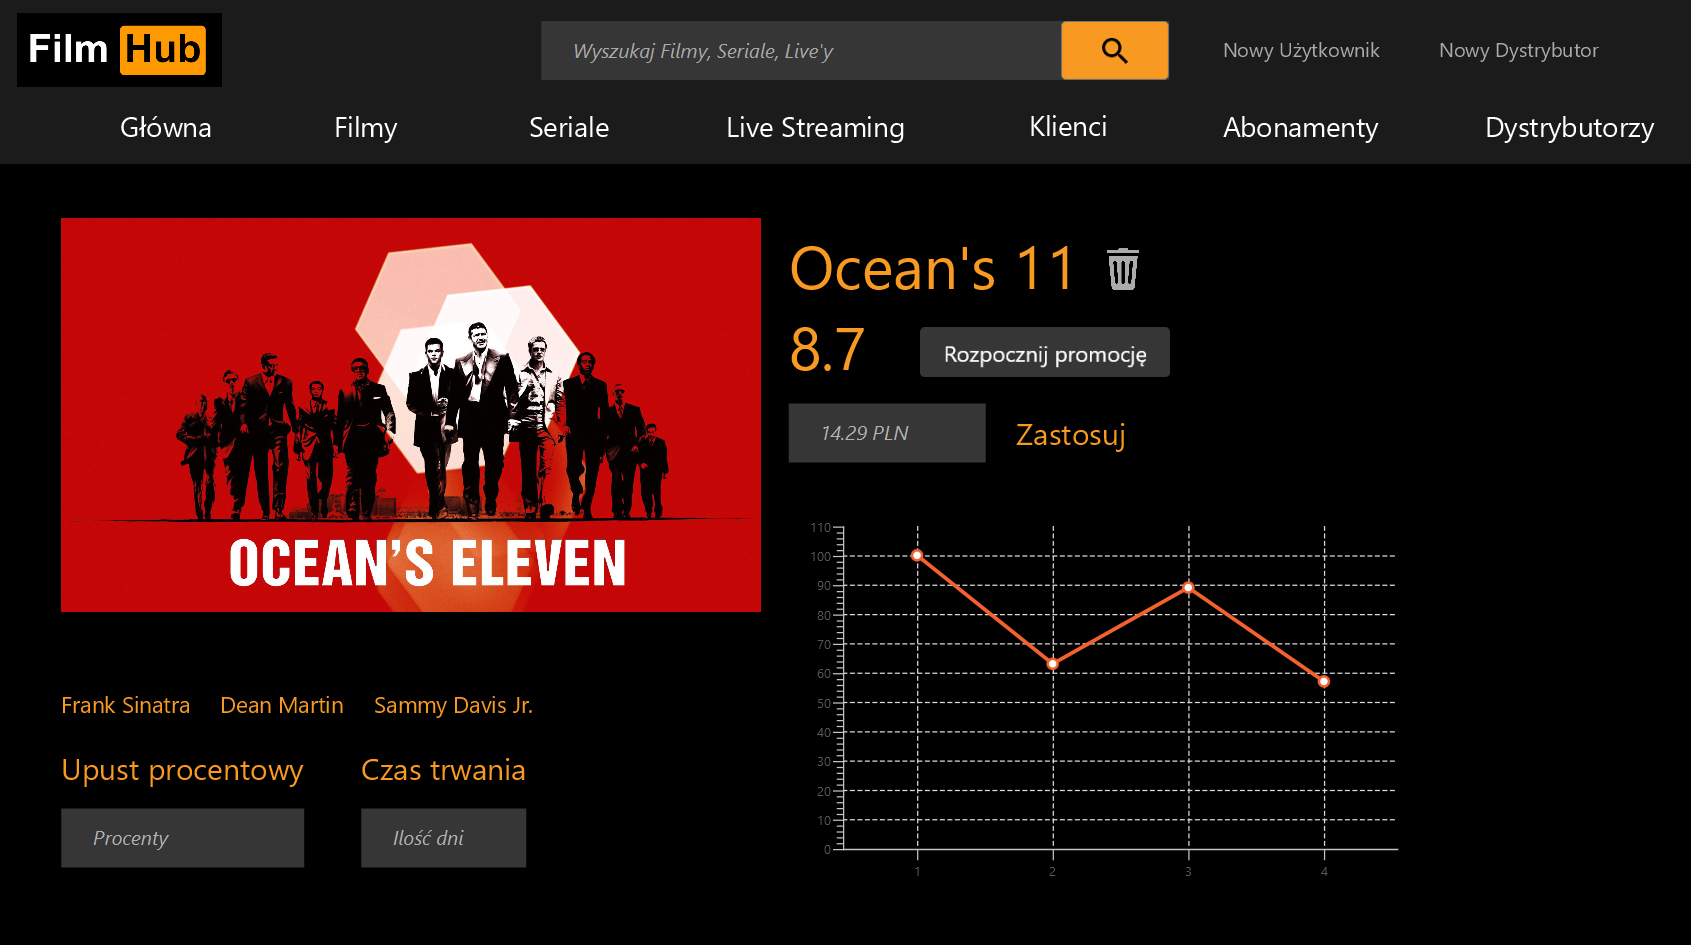 Film Hub
Wyszukaj Filmy, Seriale, Live'y
Nowy Użytkownik
Nowy Dystrybutor
Główna
Filmy
Seriale
Live Streaming
Klienci
Abonamenty
Dystrybutorzy
OCEAN'S ELEVEN
Ocean's 11
8.7
Rozpocznij promocję
14.29 PLN
Zastosuj
Frank Sinatra
Dean Martin
Sammy Davis Jr.
Upust procentowy
Czas trwania
Procenty
Ilość dni
110
100
90
80
70
60
50
40
30
20
10
0
1
2
3
4